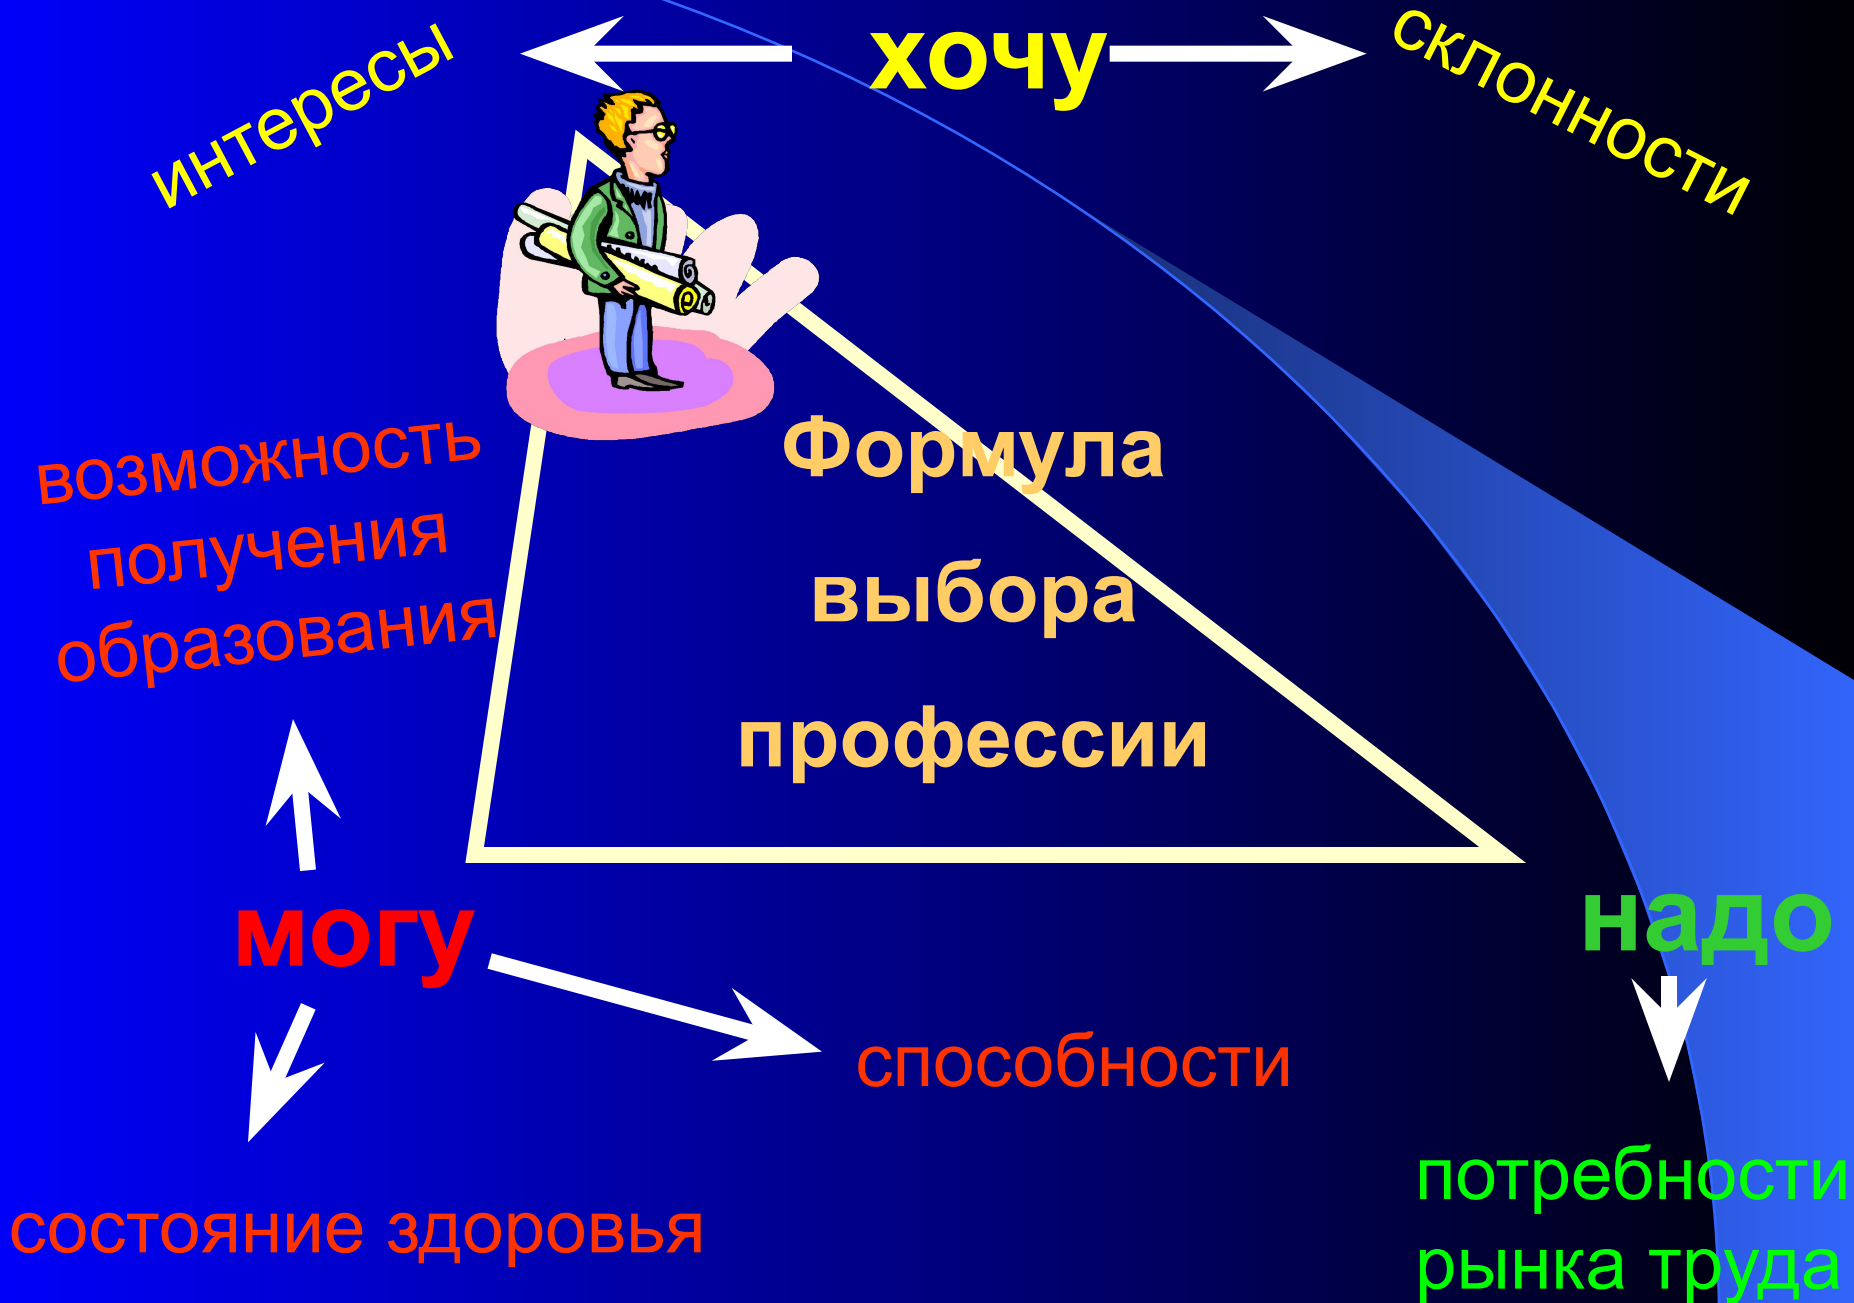 интересы
хочу
склонности
возможность
получения
образования
Формула
выбора
профессии
могу
надо
способности
состояние здоровья
потребности
рынка труда